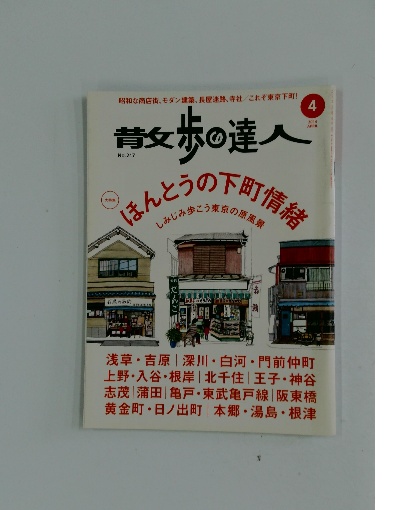 昭和な商店街、モダン建築、長屋迷路、寺社／これぞ東京下町！
4
散歩の達人
No.217
大特集
ほんとうの下町情緒
しみじみ歩こう東京の原風景
浅草・吉原｜深川・白河・門前仲町
上野・入谷・根岸｜北千住｜王子・神谷
志茂｜蒲田｜亀戸・東武亀戸線｜阪東橋
黄金町・日ノ出町　本郷・湯島・根津